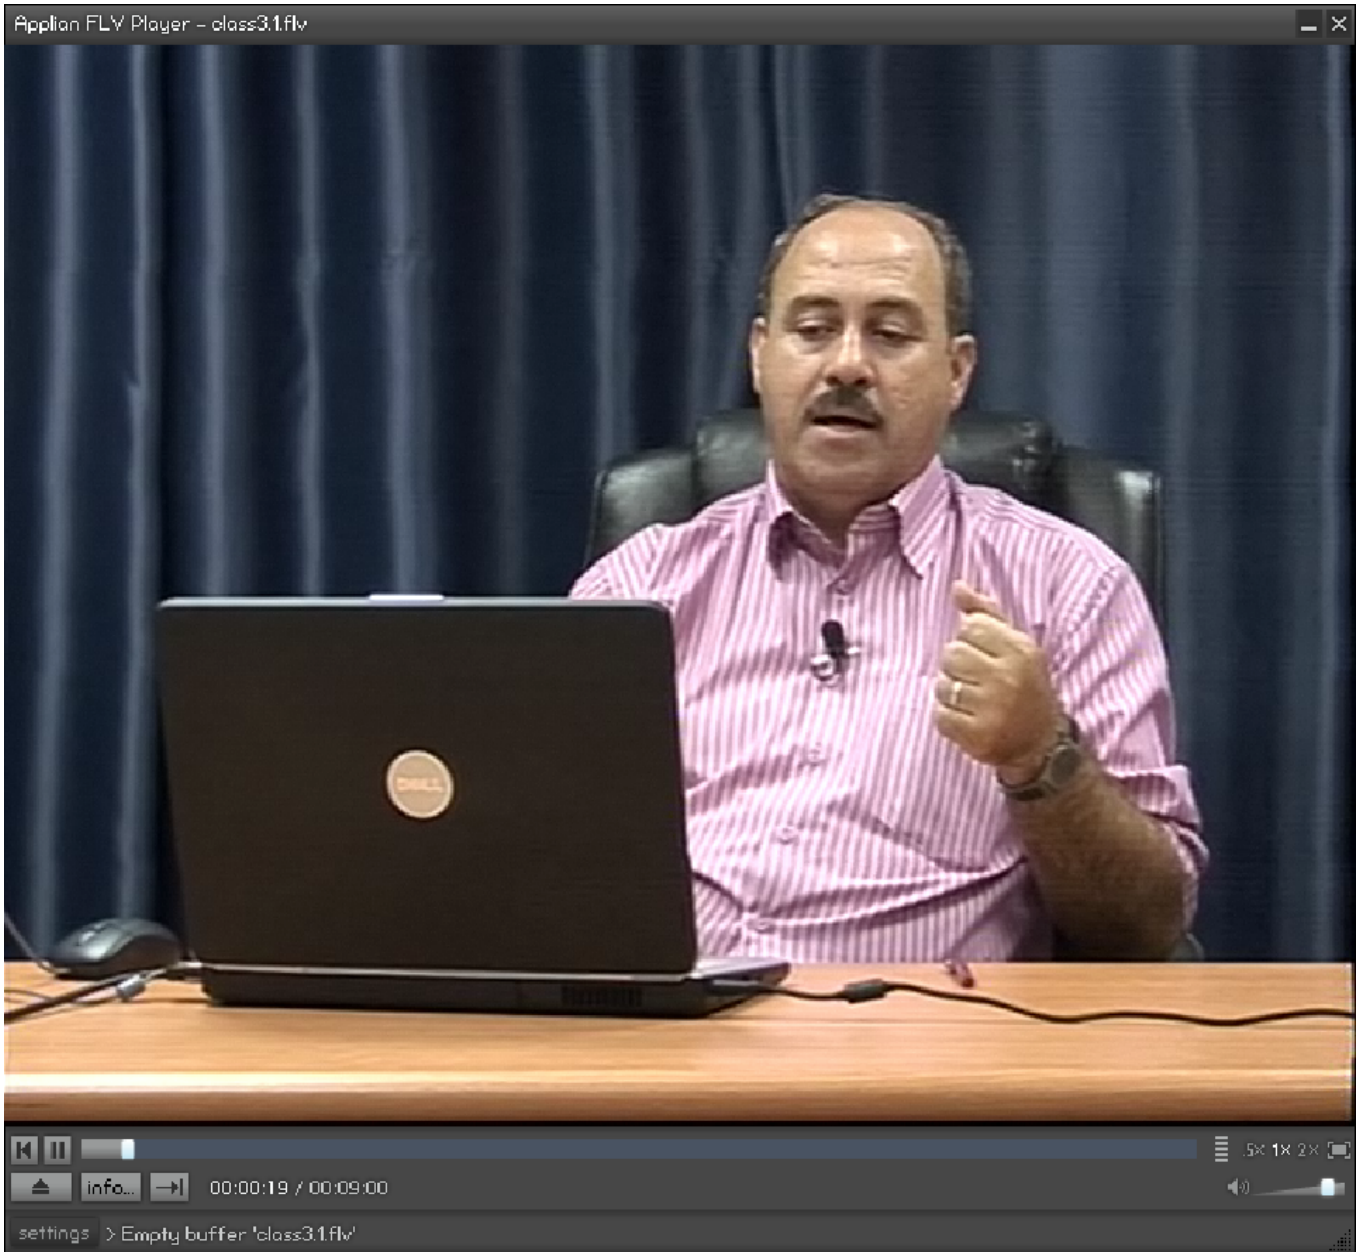 Applian FLV Player - class3.1.flv
DELL
.5x 1x 2x
info... 00:00:19 / 00:09:00
settings > Empty buffer 'class3.1.flv'